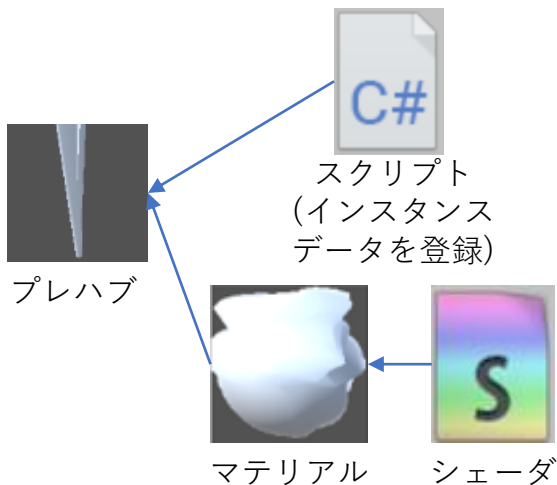 C#
スクリプト
(インスタンス
データを登録)
プレハブ
S
マテリアル
シェーダ